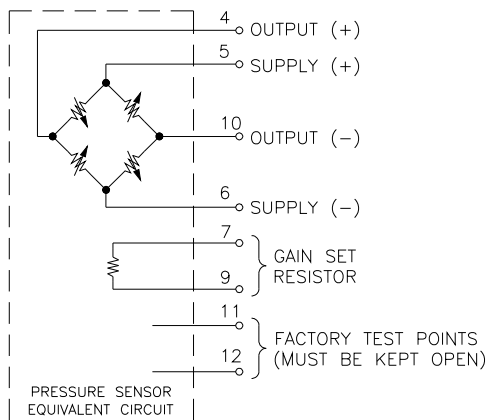 4
OUTPUT (+)
5
SUPPLY (+)
10
OUTPUT (-)
6
SUPPLY (-)
7
GAIN SET
RESISTOR
9
11
FACTORY TEST POINTS
(MUST BE KEPT OPEN)
12
PRESSURE SENSOR
EQUIVALENT CIRCUIT